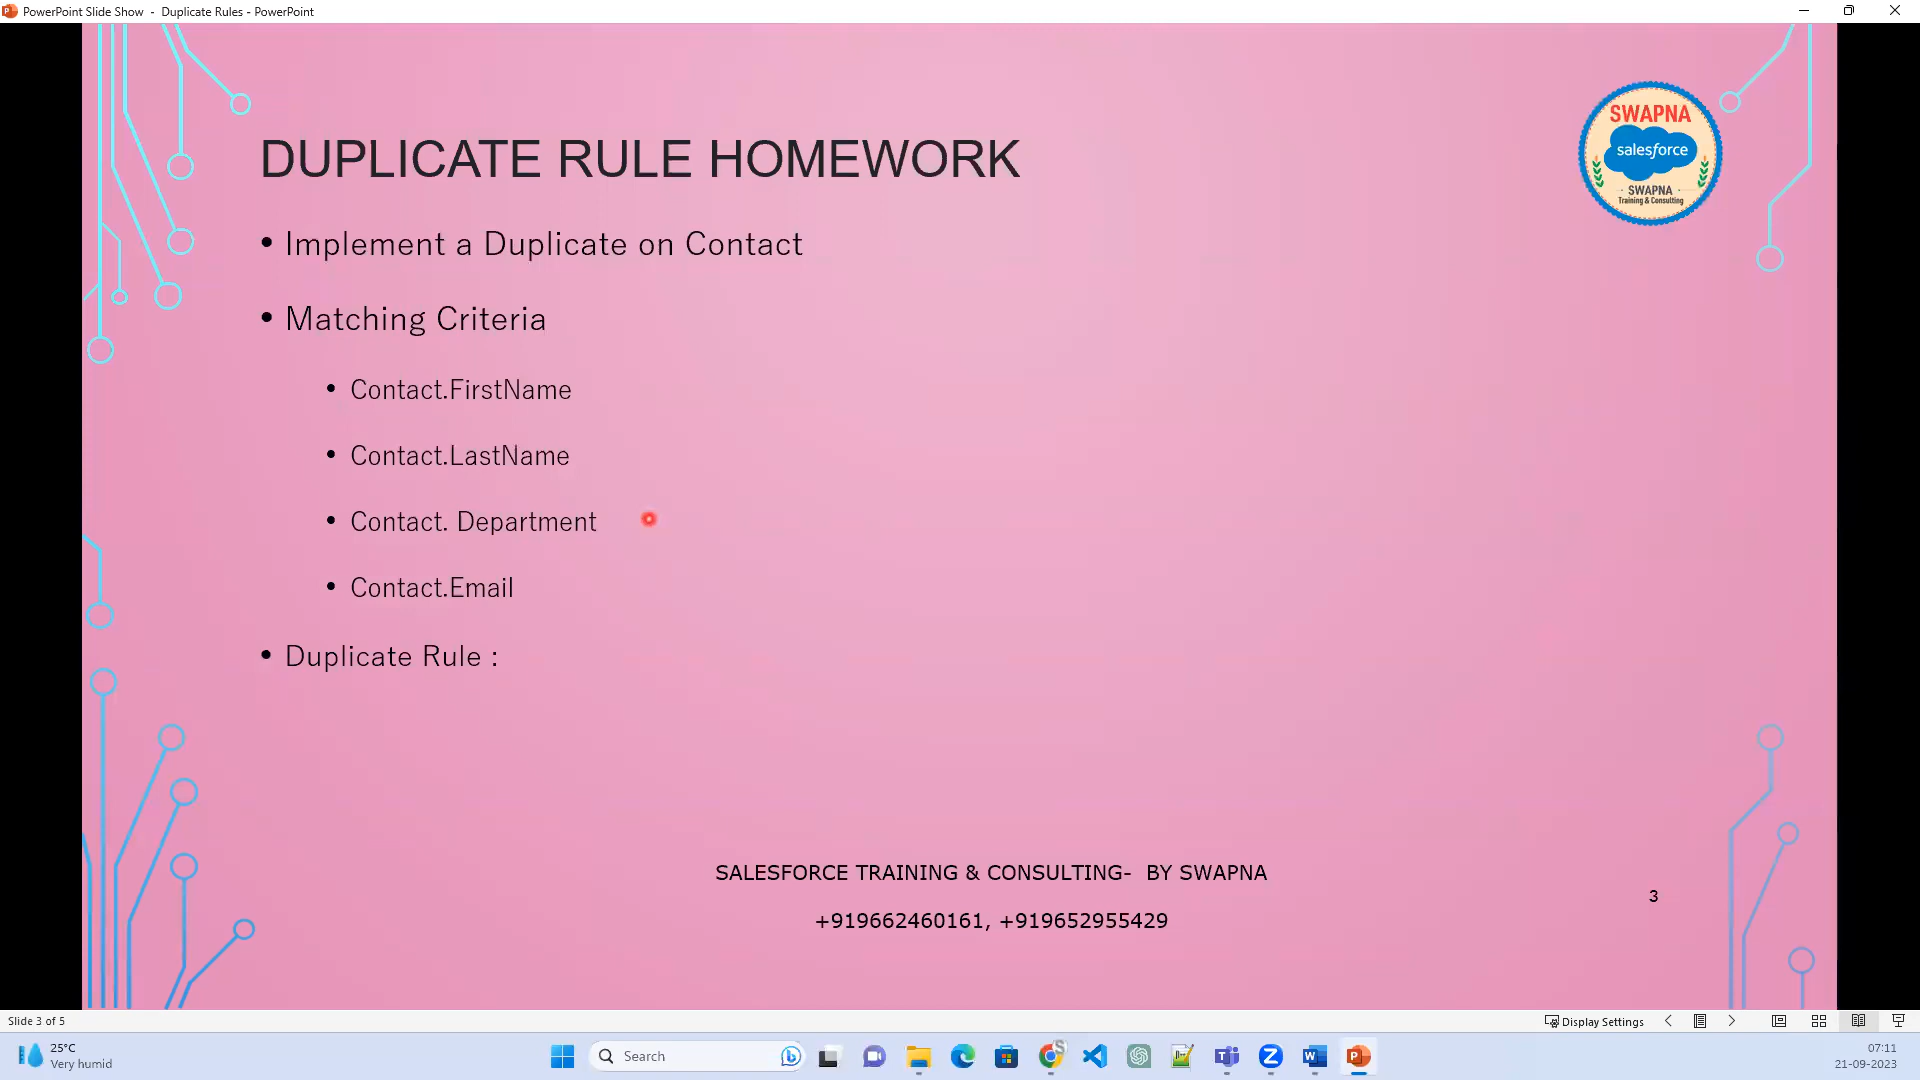 PowerPoint Slide Show - Duplicate Rules - PowerPoint
DUPLICATE RULE HOMEWORK
SWAPNA
salesforce
· SWAPNA ·
Training & Consulting
• Implement a Duplicate on Contact
• Matching Criteria
• Contact.FirstName
• Contact.LastName
• Contact. Department
• Contact.Email
• Duplicate Rule :
SALESFORCE TRAINING & CONSULTING- BY SWAPNA
+919662460161, +919652955429
3
Slide 3 of 5
Display Settings
25°C
Very humid
Search
07:11
21-09-2023